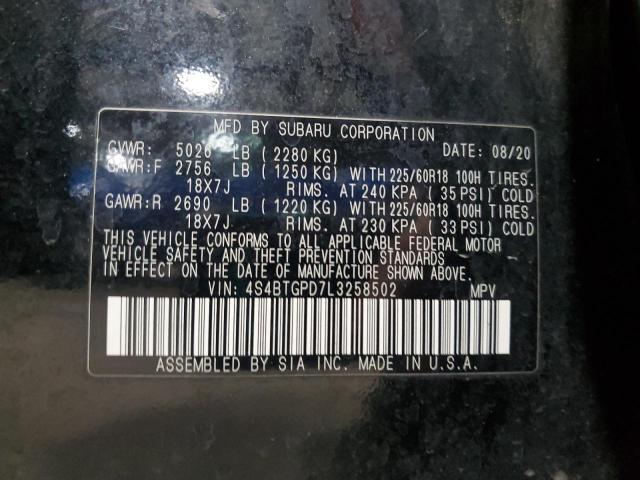 MFD BY SUBARU CORPORATION
GVWR: 5026 LB (2280 KG) DATE: 08/20
GAWR:F 2756 LB (1250 KG) WITH 225/60R18 100H TIRES.
18X7J RIMS. AT 240 KPA (35 PSI) COLD
GAWR:R 2690 LB (1220 KG) WITH 225/60R18 100H TIRES.
18X7J RIMS. AT 230 KPA (33 PSI) COLD
THIS VEHICLE CONFORMS TO ALL APPLICABLE FEDERAL MOTOR
VEHICLE SAFETY AND THEFT PREVENTION STANDARDS
IN EFFECT ON THE DATE OF MANUFACTURE SHOWN ABOVE.
VIN: 4S4BTGPD7L3258502 MPV
ASSEMBLED BY SIA INC. MADE IN U.S.A.